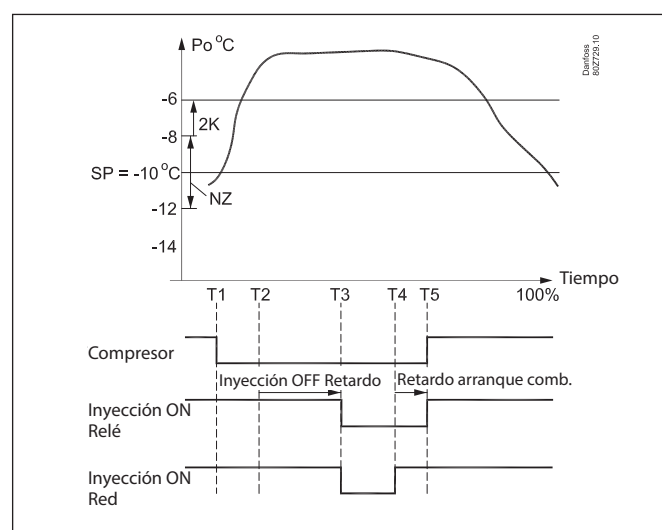 Po °C
Danfoss
80Z729.10
-6
2K
-8
SP = -10 °C
NZ
-12
-14
Tiempo
T1 T2 T3 T4 T5 100%
Compresor
Inyección OFF Retardo Retardo arranque comb.
Inyección ON
Relé
Inyección ON
Red